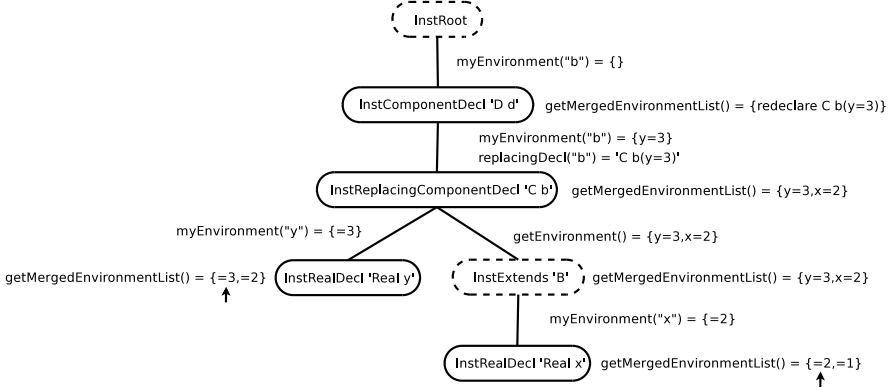 InstRoot
myEnvironment("b") = {}
InstComponentDecl 'D d'
getMergedEnvironmentList() = {redeclare C b(y=3)}
myEnvironment("b") = {y=3}
replacingDecl("b") = 'C b(y=3)'
InstReplacingComponentDecl 'C b'
getMergedEnvironmentList() = {y=3,x=2}
myEnvironment("y") = {=3}
getEnvironment() = {y=3,x=2}
getMergedEnvironmentList() = {=3,=2}
InstRealDecl 'Real y'
InstExtends 'B'
getMergedEnvironmentList() = {y=3,x=2}
myEnvironment("x") = {=2}
InstRealDecl 'Real x'
getMergedEnvironmentList() = {=2,=1}